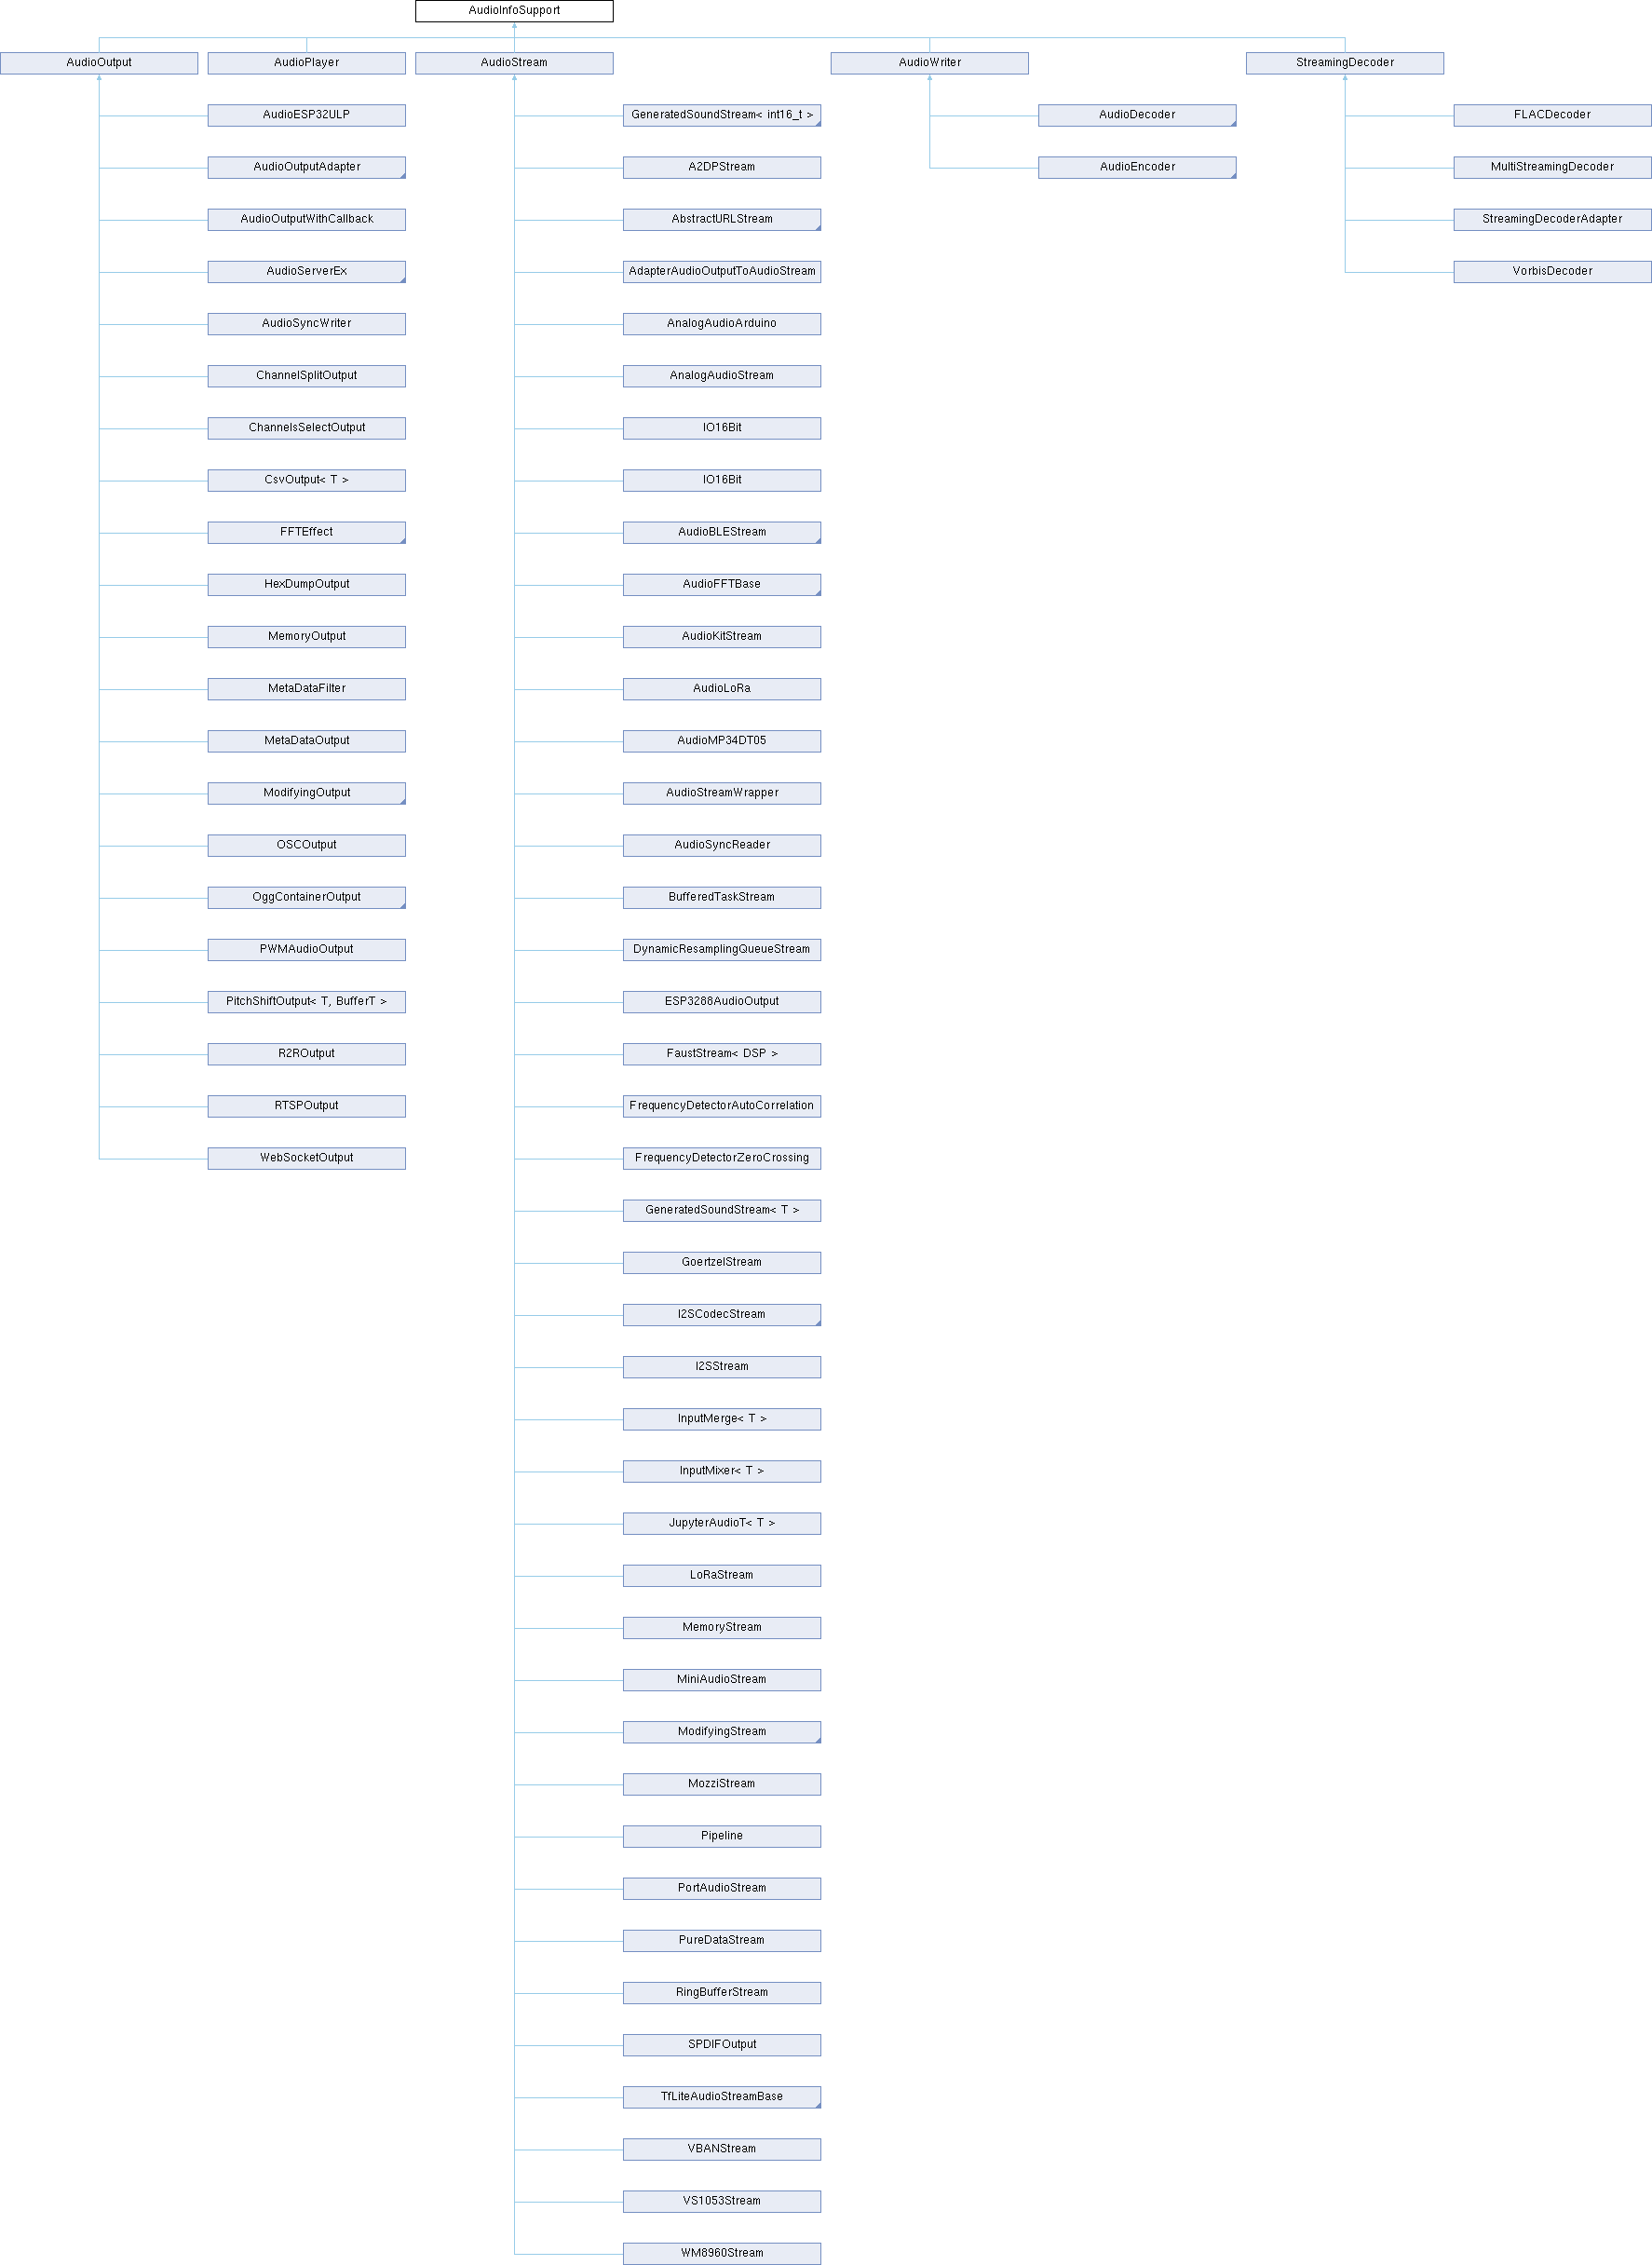 AudioInfoSupport
AudioOutput
AudioPlayer
AudioStream
AudioWriter
StreamingDecoder
AudioESP32ULP
AudioOutputAdapter
AudioOutputWithCallback
AudioServerEx
AudioSyncWriter
ChannelSplitOutput
ChannelsSelectOutput
CsvOutput< T >
FFTEffect
HexDumpOutput
MemoryOutput
MetaDataFilter
MetaDataOutput
ModifyingOutput
OSCOutput
OggContainerOutput
PWMAudioOutput
PitchShiftOutput< T, BufferT >
R2ROutput
RTSPOutput
WebSocketOutput
GeneratedSoundStream< int16_t >
A2DPStream
AbstractURLStream
AdapterAudioOutputToAudioStream
AnalogAudioArduino
AnalogAudioStream
IO16Bit
IO16Bit
AudioBLEStream
AudioFFTBase
AudioKitStream
AudioLoRa
AudioMP34DT05
AudioStreamWrapper
AudioSyncReader
BufferedTaskStream
DynamicResamplingQueueStream
ESP3288AudioOutput
FaustStream< DSP >
FrequencyDetectorAutoCorrelation
FrequencyDetectorZeroCrossing
GeneratedSoundStream< T >
GoertzelStream
I2SCodecStream
I2SStream
InputMerge< T >
InputMixer< T >
JupyterAudioT< T >
LoRaStream
MemoryStream
MiniAudioStream
ModifyingStream
MozziStream
Pipeline
PortAudioStream
PureDataStream
RingBufferStream
SPDIFOutput
TfLiteAudioStreamBase
VBANStream
VS1053Stream
WM8960Stream
AudioDecoder
AudioEncoder
FLACDecoder
MultiStreamingDecoder
StreamingDecoderAdapter
VorbisDecoder